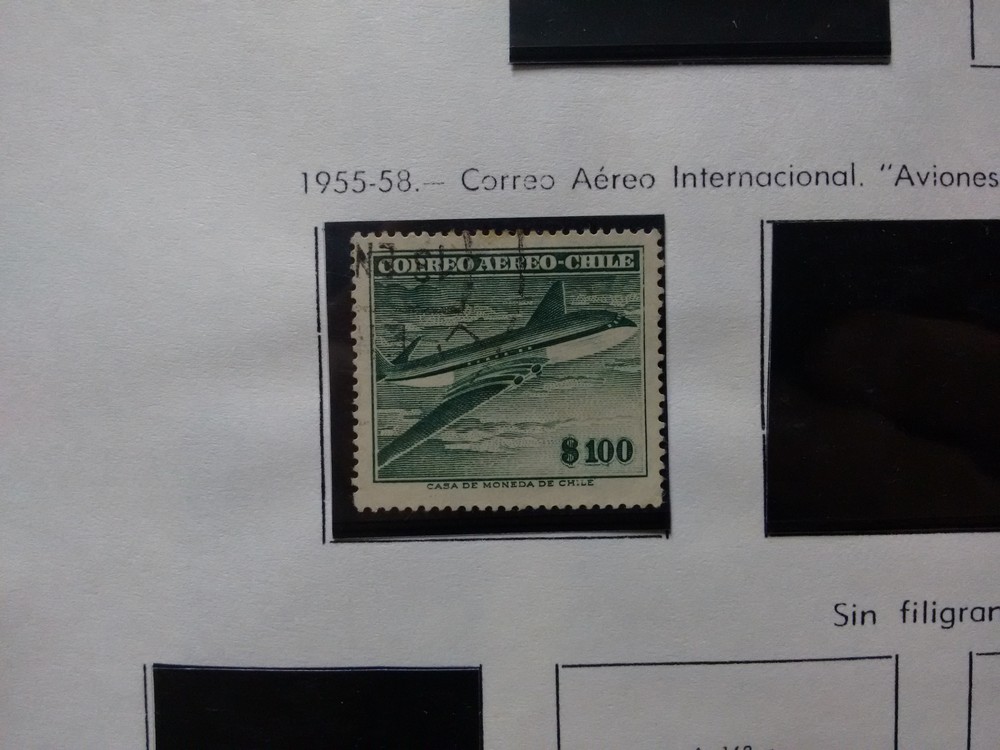 1955-58.— Correo Aéreo Internacional. "Aviones
CORREO AEREO-CHILE
$100
CASA DE MONEDA DE CHILE
Sin filigran